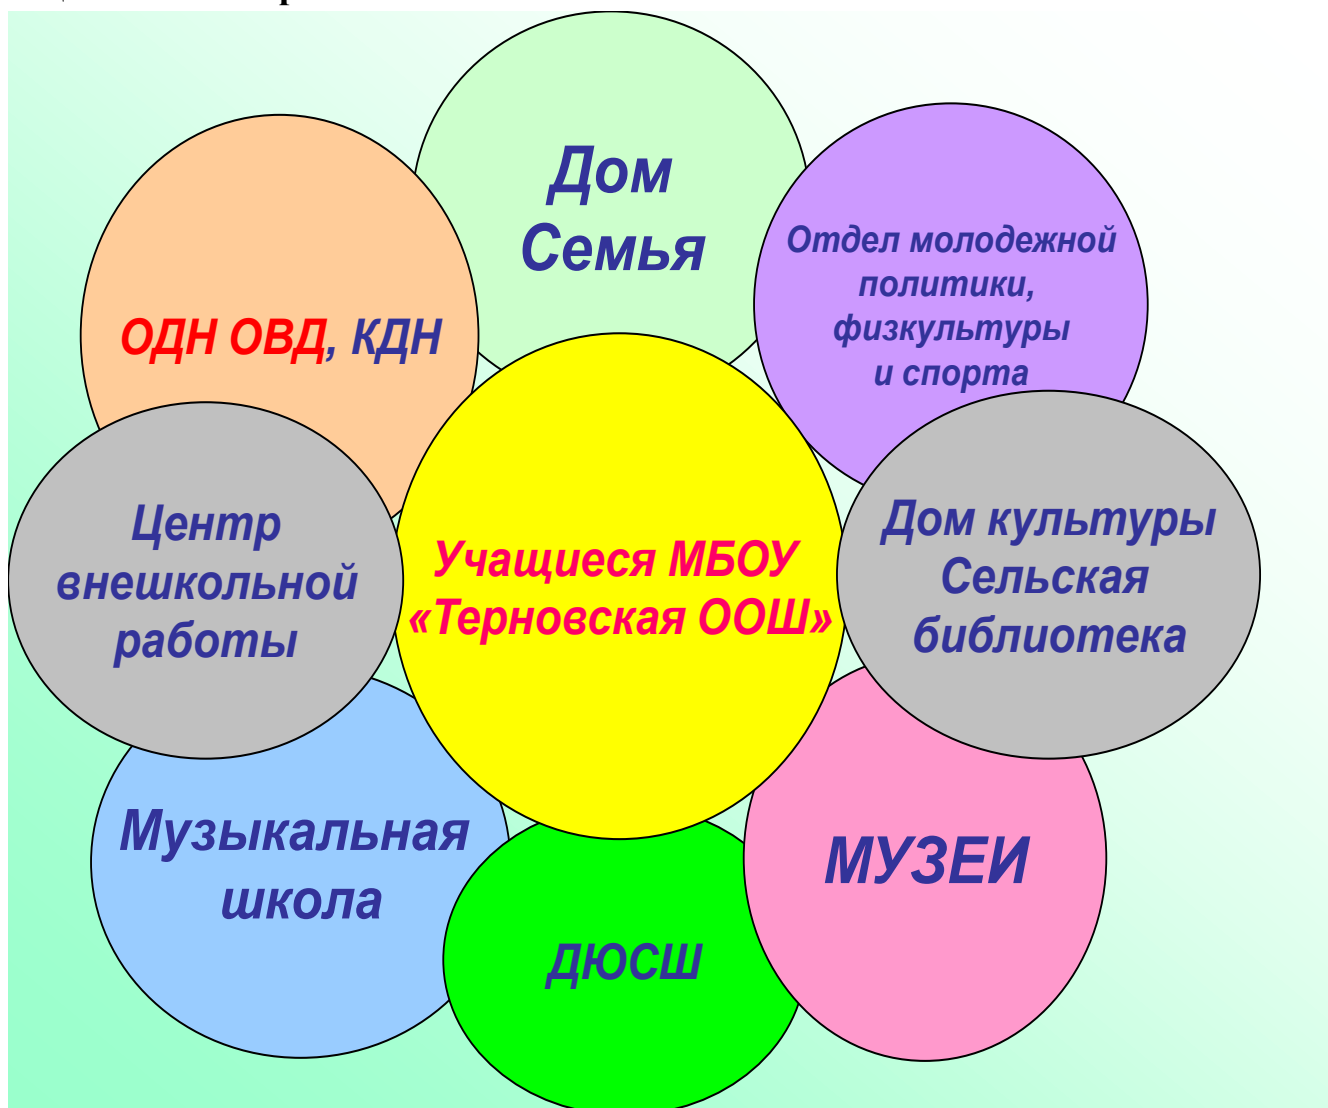 Дом
Семья
Отдел молодежной
политики,
физкультуры
и спорта
ОДН ОВД, КДН
Центр
внешкольной
работы
Учащиеся МБОУ
«Терновская ООШ»
Дом культуры
Сельская
библиотека
Музыкальная
школа
МУЗЕИ
ДЮСШ